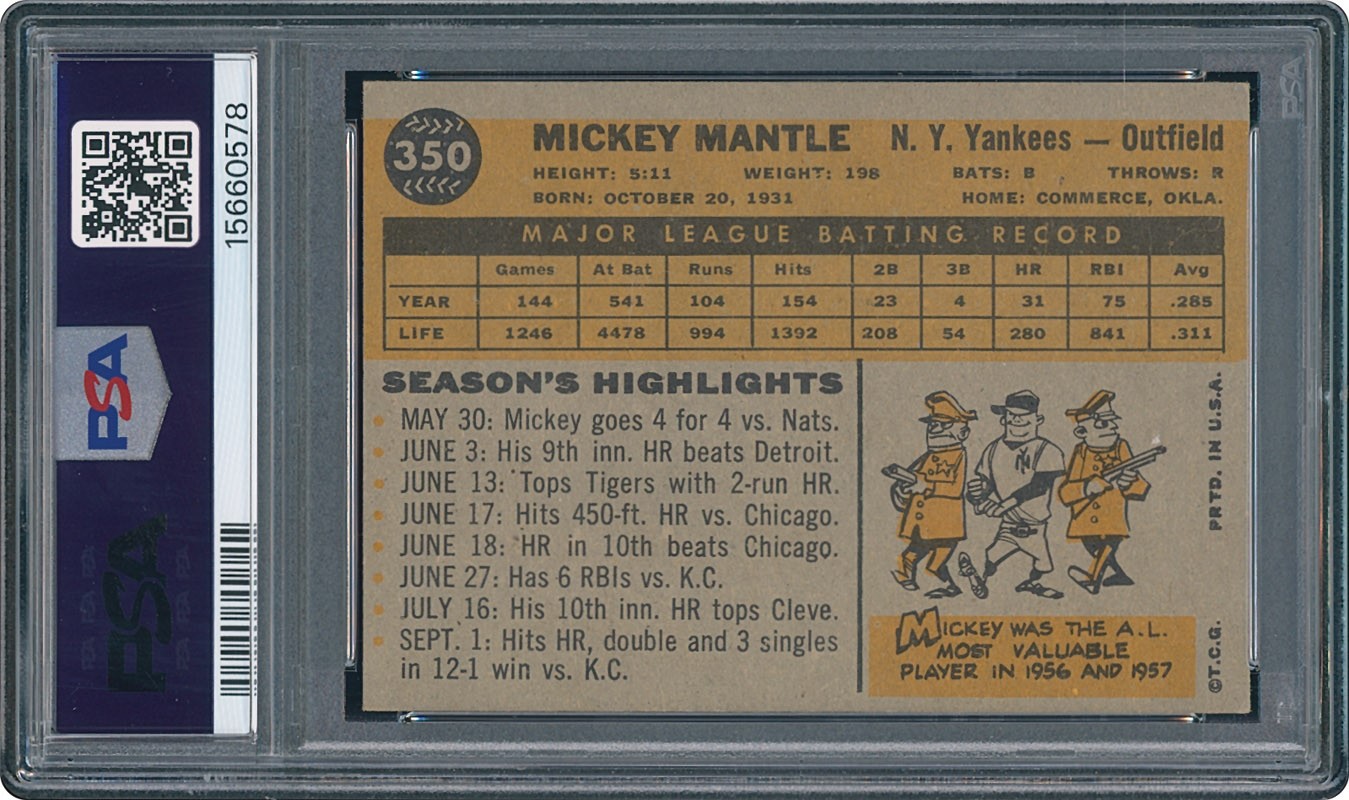 15660578
PSA
PSA
350
MICKEY MANTLE N. Y. Yankees — Outfield
HEIGHT: 5:11 WEIGHT: 198 BATS: B THROWS: R
BORN: OCTOBER 20, 1931 HOME: COMMERCE, OKLA.
MAJOR LEAGUE BATTING RECORD
Games At Bat Runs Hits 2B 3B HR RBI Avg
YEAR 144 541 104 154 23 4 31 75 .285
LIFE 1246 4478 994 1392 208 54 280 841 .311
SEASON'S HIGHLIGHTS
MAY 30: Mickey goes 4 for 4 vs. Nats.
JUNE 3: His 9th inn. HR beats Detroit.
JUNE 13: Tops Tigers with 2-run HR.
JUNE 17: Hits 450-ft. HR vs. Chicago.
JUNE 18: HR in 10th beats Chicago.
JUNE 27: Has 6 RBIs vs. K.C.
JULY 16: His 10th inn. HR tops Cleve.
SEPT. 1: Hits HR, double and 3 singles
in 12-1 win vs. K.C.
NY
MICKEY WAS THE A.L.
MOST VALUABLE
PLAYER IN 1956 AND 1957
PRTD. IN U.S.A.
©T.C.G.
PSA